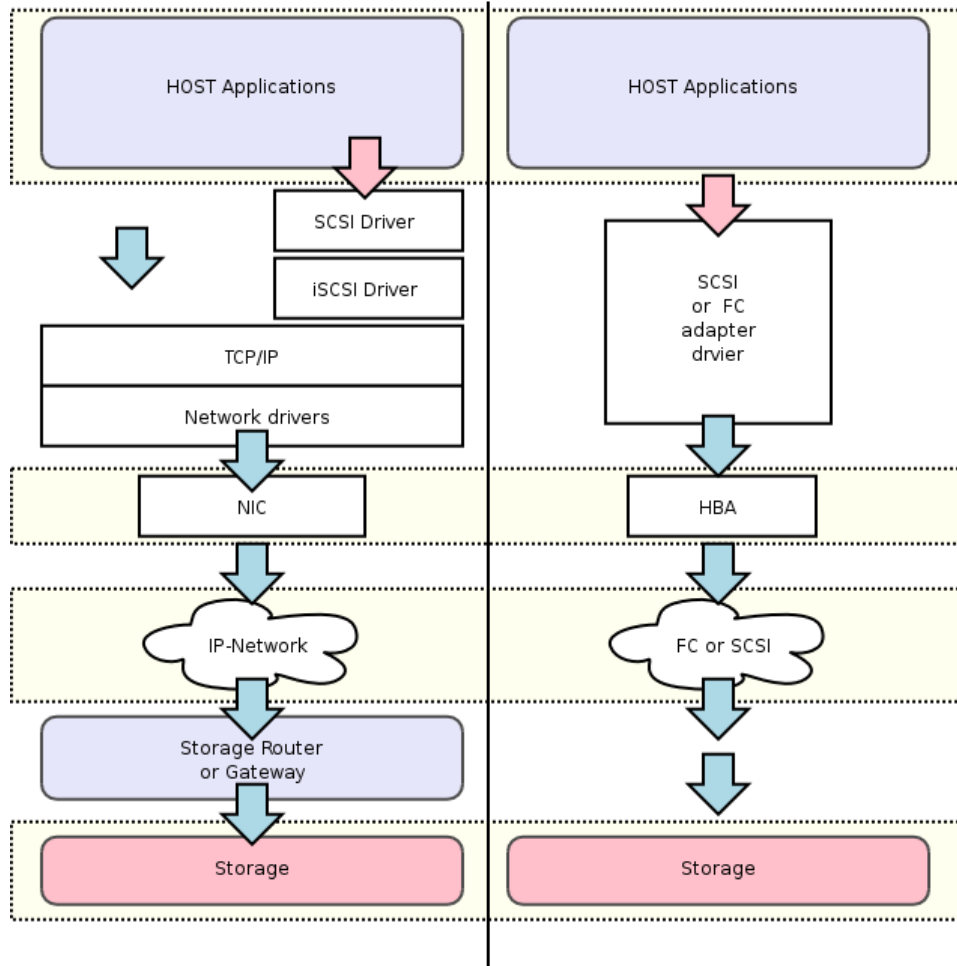 HOST Applications
SCSI Driver
iSCSI Driver
TCP/IP
Network drivers
NIC
IP-Network
Storage Router
or Gateway
Storage
HOST Applications
SCSI
or FC
adapter
drvier
HBA
FC or SCSI
Storage